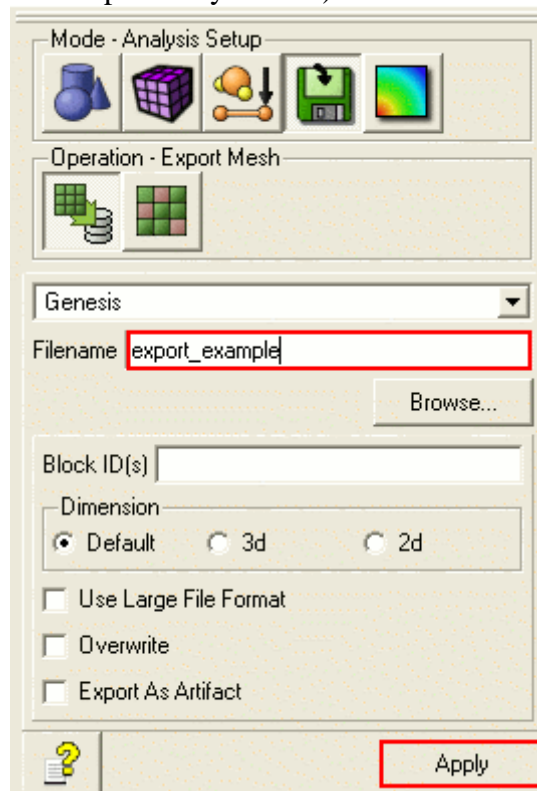 Mode - Analysis Setup
Operation - Export Mesh
Genesis
Filename export_example
Browse...
Block ID(s)
Dimension
Default 3d 2d
Use Large File Format
Overwrite
Export As Artifact
Apply